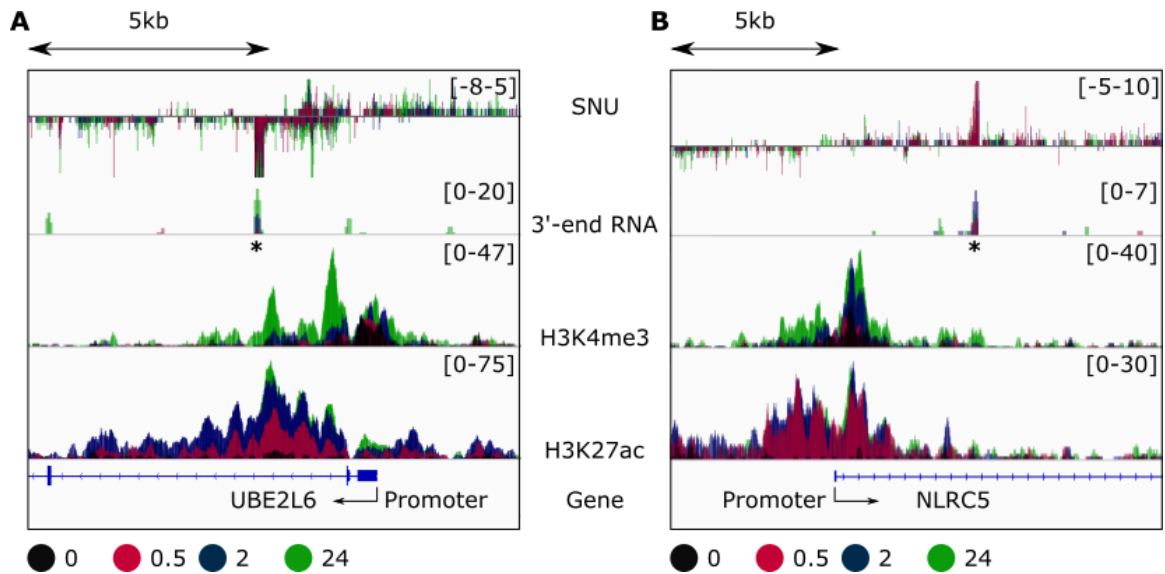 A
5kb
B
5kb
[-8-5]
SNU
[-5-10]
[0-20]
3'-end RNA
[0-7]
*
*
[0-47]
H3K4me3
[0-40]
[0-75]
H3K27ac
[0-30]
UBE2L6
Promoter
Gene
Promoter
NLRC5
0 0.5 2 24
0 0.5 2 24